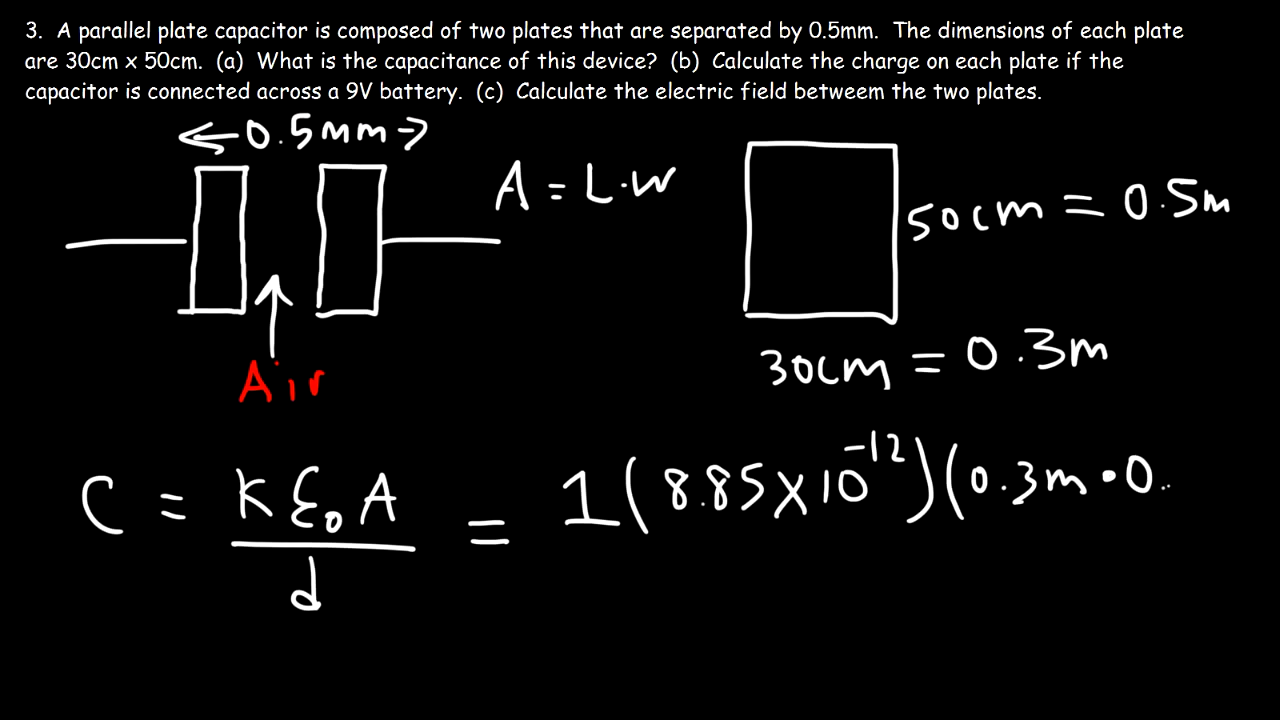 3. A parallel plate capacitor is composed of two plates that are separated by 0.5mm. The dimensions of each plate
are 30cm x 50cm. (a) What is the capacitance of this device? (b) Calculate the charge on each plate if the
capacitor is connected across a 9V battery. (c) Calculate the electric field betweem the two plates.
0.5mm
A = L·W
50cm = 0.5m
30cm = 0.3m
Air
C = Kε₀A / d = 1(8.85×10⁻¹²)(0.3m·0.